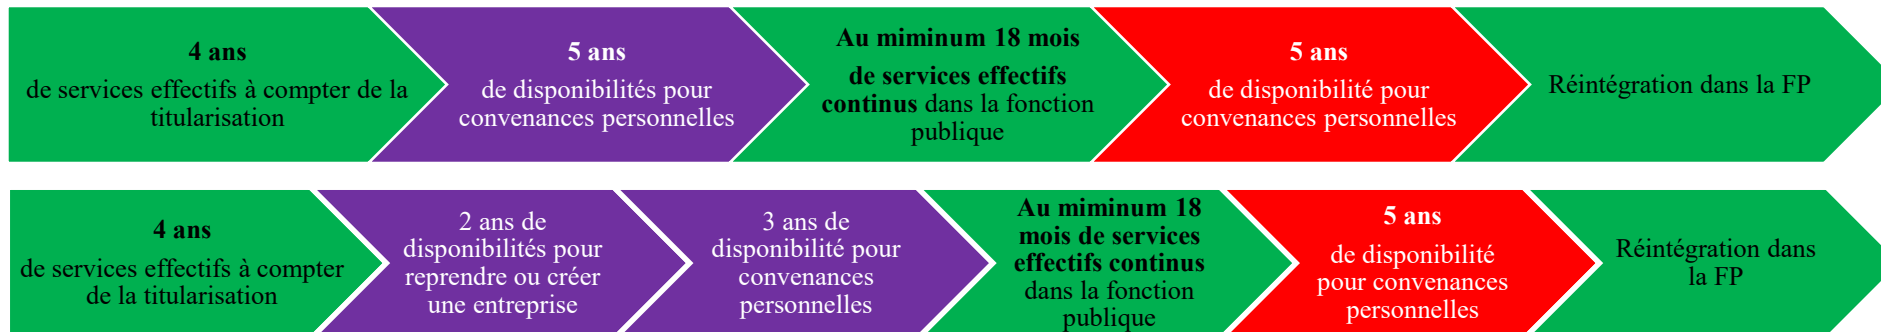 4 ans
de services effectifs à compter de la
titularisation
5 ans
de disponibilités pour
convenances personnelles
Au miminum 18 mois
de services effectifs
continus dans la fonction
publique
5 ans
de disponibilité pour
convenances personnelles
Réintégration dans la FP
4 ans
de services effectifs à compter
de la titularisation
2 ans de
disponibilités pour
reprendre ou créer
une entreprise
3 ans de
disponibilité pour
convenances
personnelles
Au miminum 18
mois de services
effectifs continus
dans la fonction
publique
5 ans
de disponibilité
pour convenances
personnelles
Réintégration dans
la FP